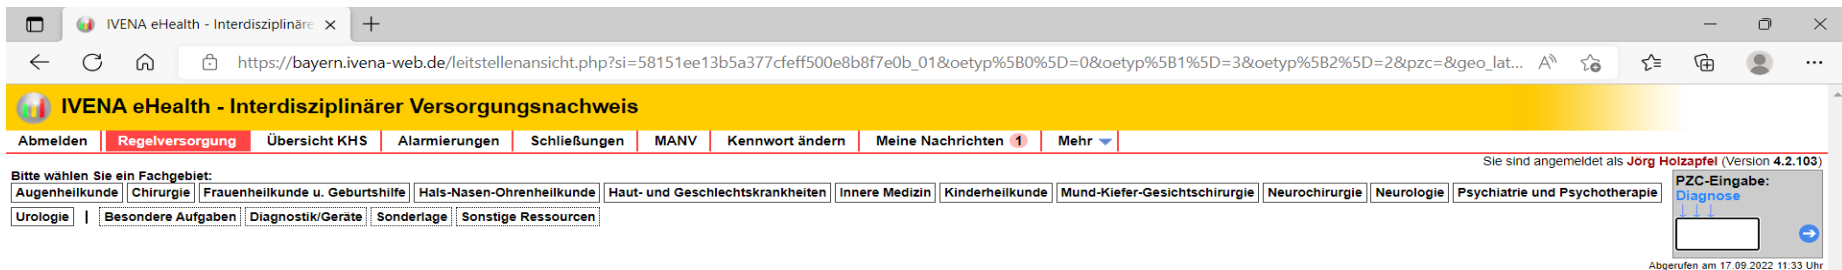 IVENA eHealth - Interdisziplinäre
https://bayern.ivena-web.de/leitstellenansicht.php?si=58151ee13b5a377cfeff500e8b8f7e0b_01&oetyp%5B0%5D=0&oetyp%5B1%5D=3&oetyp%5B2%5D=2&pzc=&geo_lat...
IVENA eHealth - Interdisziplinärer Versorgungsnachweis
Abmelden Regelversorgung Übersicht KHS Alarmierungen Schließungen MANV Kennwort ändern Meine Nachrichten 1 Mehr
Sie sind angemeldet als Jörg Holzapfel (Version 4.2.103)
Bitte wählen Sie ein Fachgebiet:
Augenheilkunde Chirurgie Frauenheilkunde u. Geburtshilfe Hals-Nasen-Ohrenheilkunde Haut- und Geschlechtskrankheiten Innere Medizin Kinderheilkunde Mund-Kiefer-Gesichtschirurgie Neurochirurgie Neurologie Psychiatrie und Psychotherapie
Urologie | Besondere Aufgaben Diagnostik/Geräte Sonderlage Sonstige Ressourcen
PZC-Eingabe:
Diagnose
↓↓↓
Abgerufen am 17.09.2022 11:33 Uhr